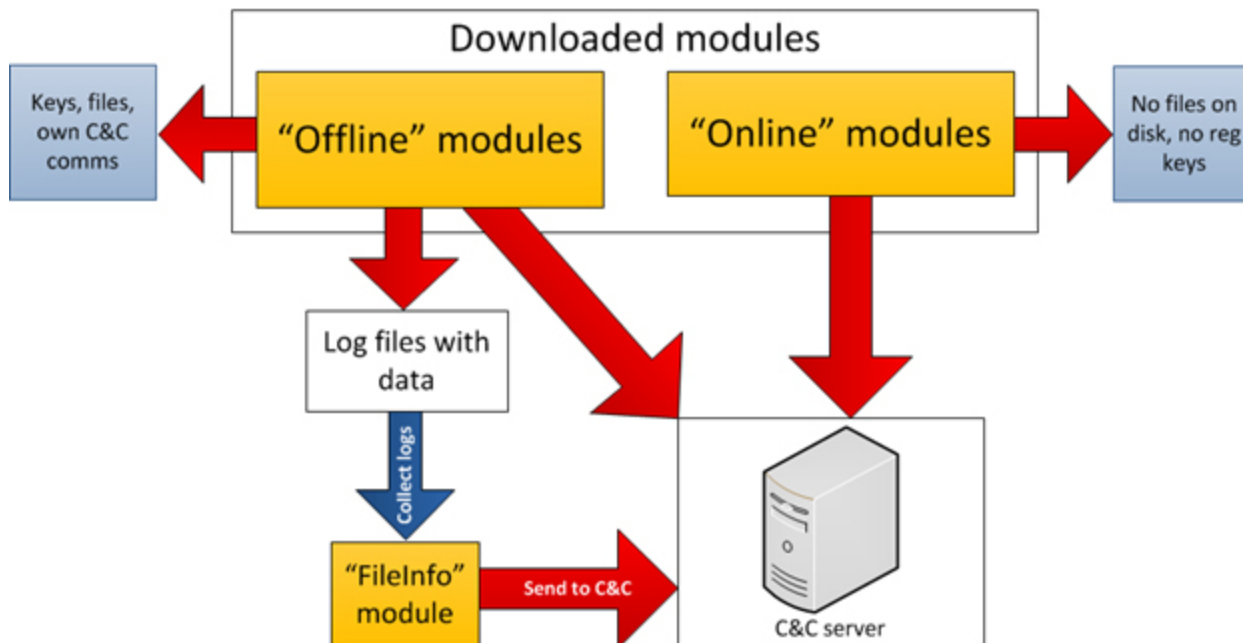 Downloaded modules
Keys, files,
own C&C
comms
“Offline” modules
“Online” modules
No files on
disk, no reg
keys
Log files with
data
Collect logs
“FileInfo”
module
Send to C&C
C&C server